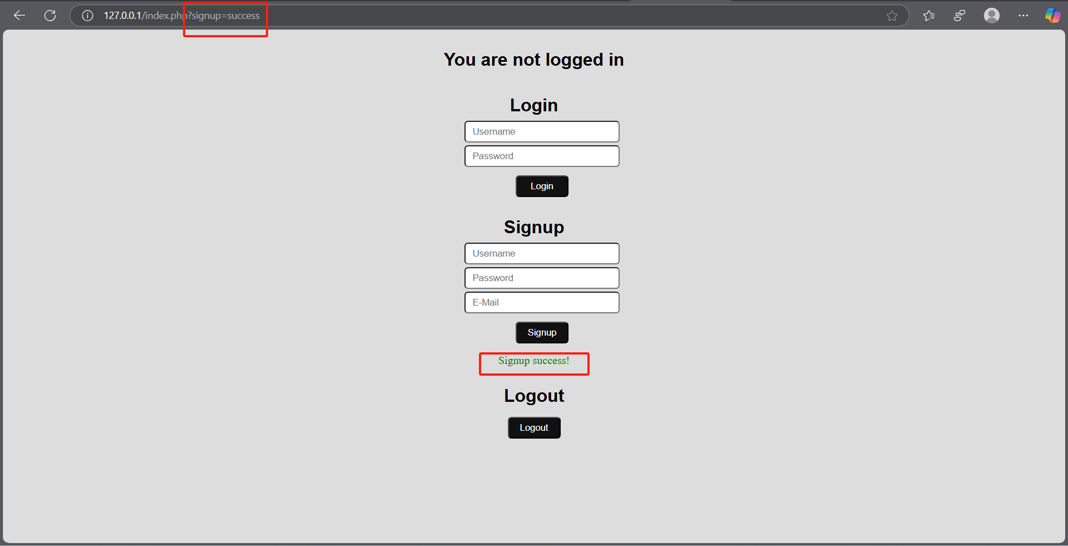 127.0.0.1/index.php?signup=success
You are not logged in
Login
Username
Password
Login
Signup
Username
Password
E-Mail
Signup
Signup success!
Logout
Logout